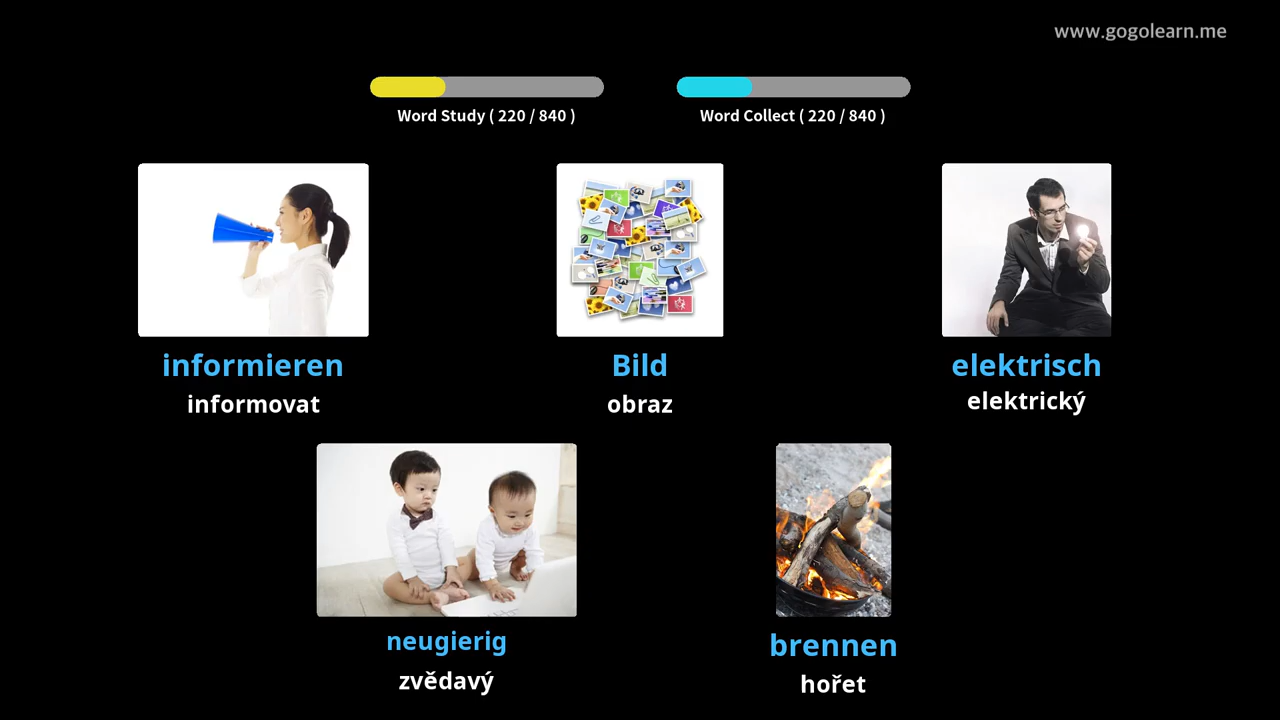 www.gogolearn.me
Word Study ( 220 / 840 )
Word Collect ( 220 / 840 )
informieren
informovat
Bild
obraz
elektrisch
elektrický
neugierig
zvědavý
brennen
hořet